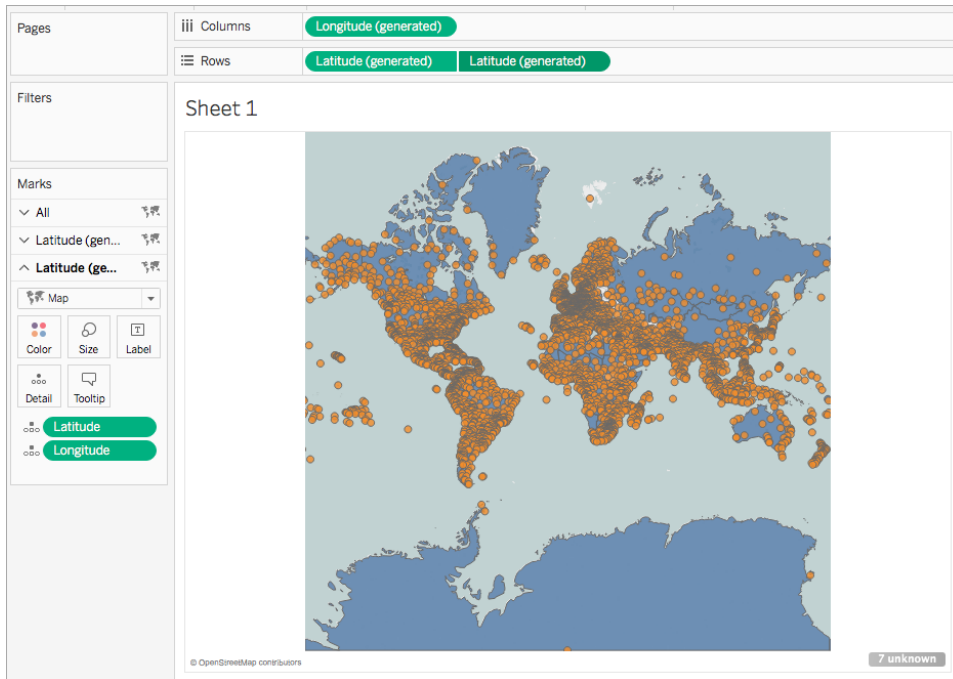 Pages
Columns
Longitude (generated)
Rows
Latitude (generated)
Latitude (generated)
Filters
Sheet 1
Marks
All
Latitude (gen...
Latitude (ge...
Map
Color
Size
T
Label
Detail
Tooltip
Latitude
Longitude
© OpenStreetMap contributors
7 unknown